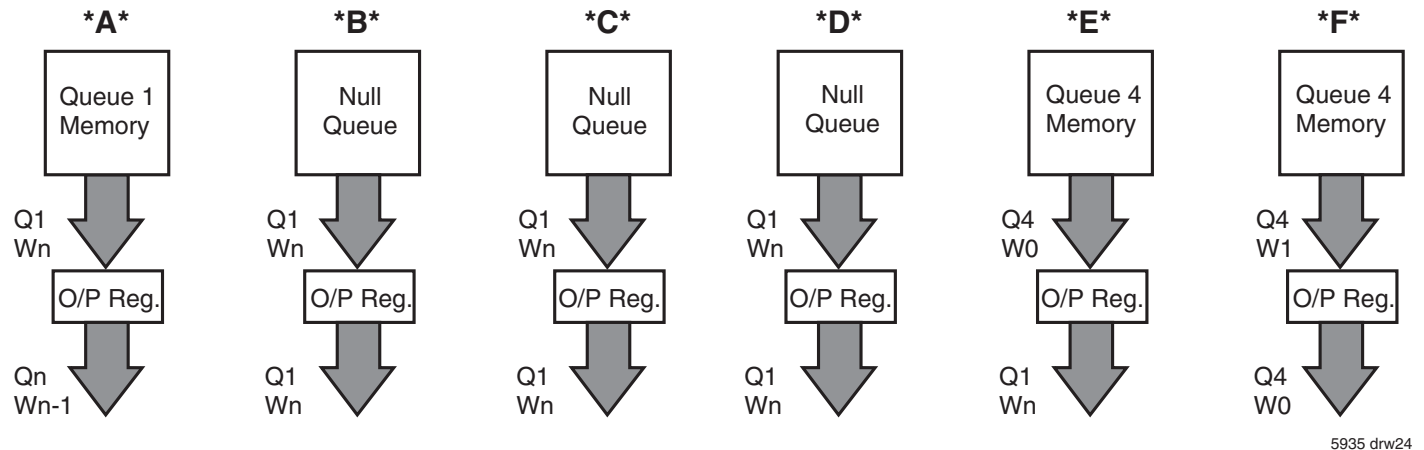 *A*
*B*
*C*
*D*
*E*
*F*
Queue 1
Memory
Null
Queue
Null
Queue
Null
Queue
Queue 4
Memory
Queue 4
Memory
Q1
Wn
Q1
Wn
Q1
Wn
Q1
Wn
Q4
W0
Q4
W1
O/P Reg.
O/P Reg.
O/P Reg.
O/P Reg.
O/P Reg.
O/P Reg.
Qn
Wn-1
Q1
Wn
Q1
Wn
Q1
Wn
Q1
Wn
Q4
W0
5935 drw24